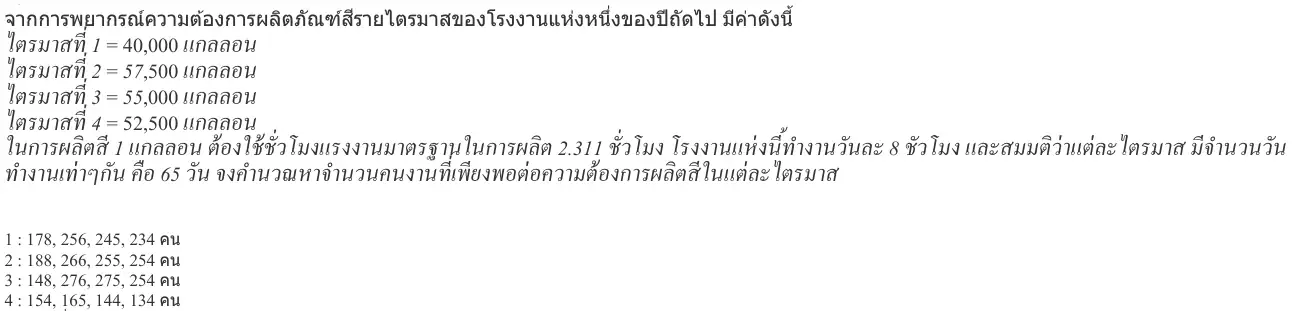 จากการพยากรณ์ความต้องการผลิตภัณฑ์สีรายไตรมาสของโรงงานแห่งหนึ่งของปีถัดไป มีค่าดังนี้
ไตรมาสที่ 1 = 40,000 แกลลอน
ไตรมาสที่ 2 = 57,500 แกลลอน
ไตรมาสที่ 3 = 55,000 แกลลอน
ไตรมาสที่ 4 = 52,500 แกลลอน
ในการผลิตสี 1 แกลลอน ต้องใช้ชั่วโมงแรงงานมาตรฐานในการผลิต 2.311 ชั่วโมง โรงงานแห่งนี้ทำงานวันละ 8 ชัวโมง และสมมติว่าแต่ละไตรมาส มีจำนวนวัน
ทำงานเท่าๆกัน คือ 65 วัน จงคำนวณหาจำนวนคนงานที่เพียงพอต่อความต้องการผลิตสีในแต่ละไตรมาส
1 : 178, 256, 245, 234 คน
2 : 188, 266, 255, 254 คน
3 : 148, 276, 275, 254 คน
4 : 154, 165, 144, 134 คน